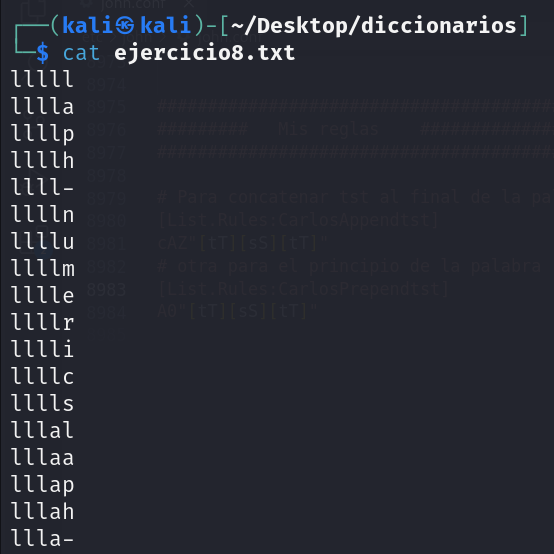 john.conf
┌──(kali㉿kali)-[~/Desktop/diccionarios]
└─$ cat ejercicio8.txt
lllll
8974
lllla
8975 ########################################
llllp
8976 ######### Mis reglas ##############
llllh
8977 ########################################
llll-
8978
lllln
8979 # Para concatenar tst al final de la pa
llllu
8980 [List.Rules:CarlosAppendtst]
8981 cAZ"[tT][sS][tT]"
llllm
8982 # otra para el principio de la palabra
lllle
8983 [List.Rules:CarlosPrependtst]
llllr
8984 A0"[tT][sS][tT]"
lllli
llllc
lllls
lllal
lllaa
lllap
lllah
llla-